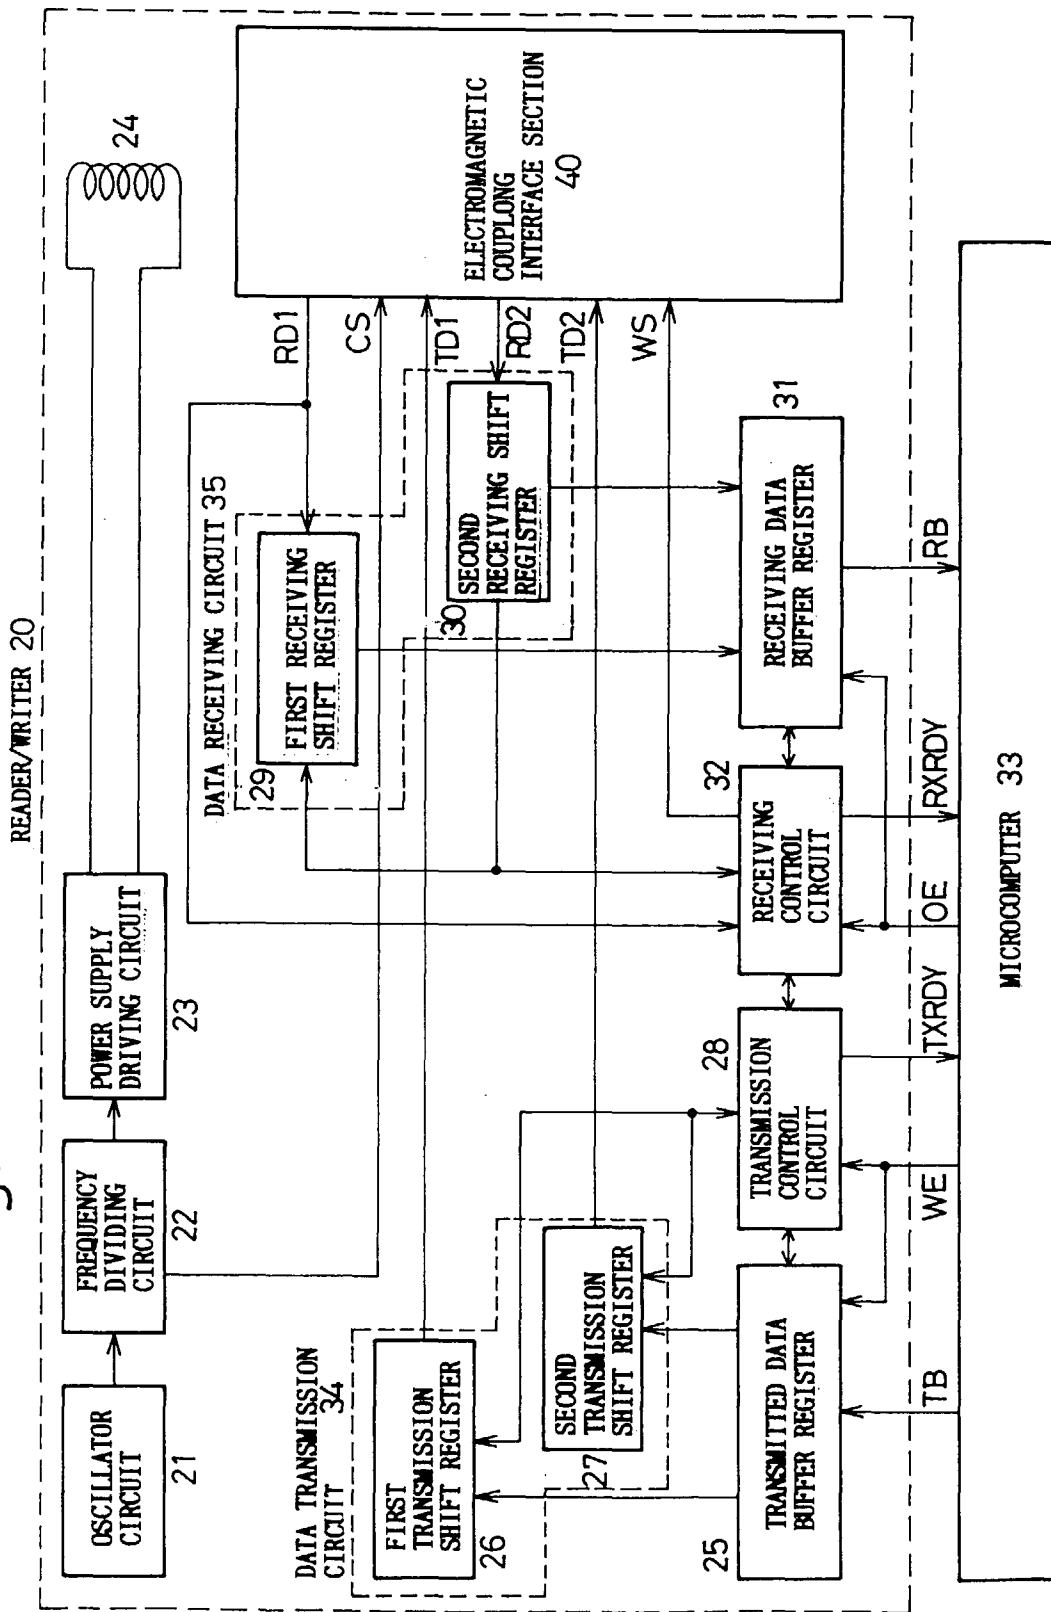 READER/WRITER 20
OSCILLATOR
CIRCUIT
21
FREQUENCY
DIVIDING
CIRCUIT
22
POWER SUPPLY
DRIVING CIRCUIT
23
24
DATA TRANSMISSION
CIRCUIT 34
FIRST
TRANSMISSION
SHIFT REGISTER
26
SECOND
TRANSMISSION
SHIFT REGISTER
27
DATA RECEIVING CIRCUIT 35
FIRST RECEIVING
SHIFT REGISTER
29
SECOND
RECEIVING SHIFT
REGISTER
30
RD1
CS
TD1
RD2
TD2
WS
ELECTROMAGNETIC
COUPLONG
INTERFACE SECTION
40
TRANSMITTED DATA
BUFFER REGISTER
25
TRANSMISSION
CONTROL
CIRCUIT
28
RECEIVING
CONTROL
CIRCUIT
32
RECEIVING DATA
BUFFER REGISTER
31
TB
WE
TXRDY
OE
RXRDY
RB
MICROCOMPUTER 33